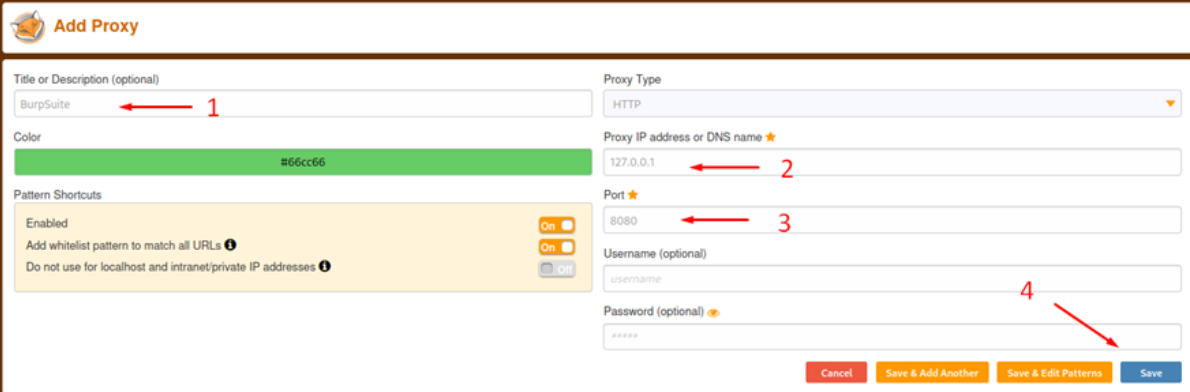 Add Proxy
Title or Description (optional)
BurpSuite
1
Color
#66cc66
Pattern Shortcuts
Enabled
On
Add whitelist pattern to match all URLs
On
Do not use for localhost and intranet/private IP addresses
Off
Proxy Type
HTTP
Proxy IP address or DNS name
127.0.0.1
2
Port
8080
3
Username (optional)
username
4
Password (optional)
*****
Cancel
Save & Add Another
Save & Edit Patterns
Save